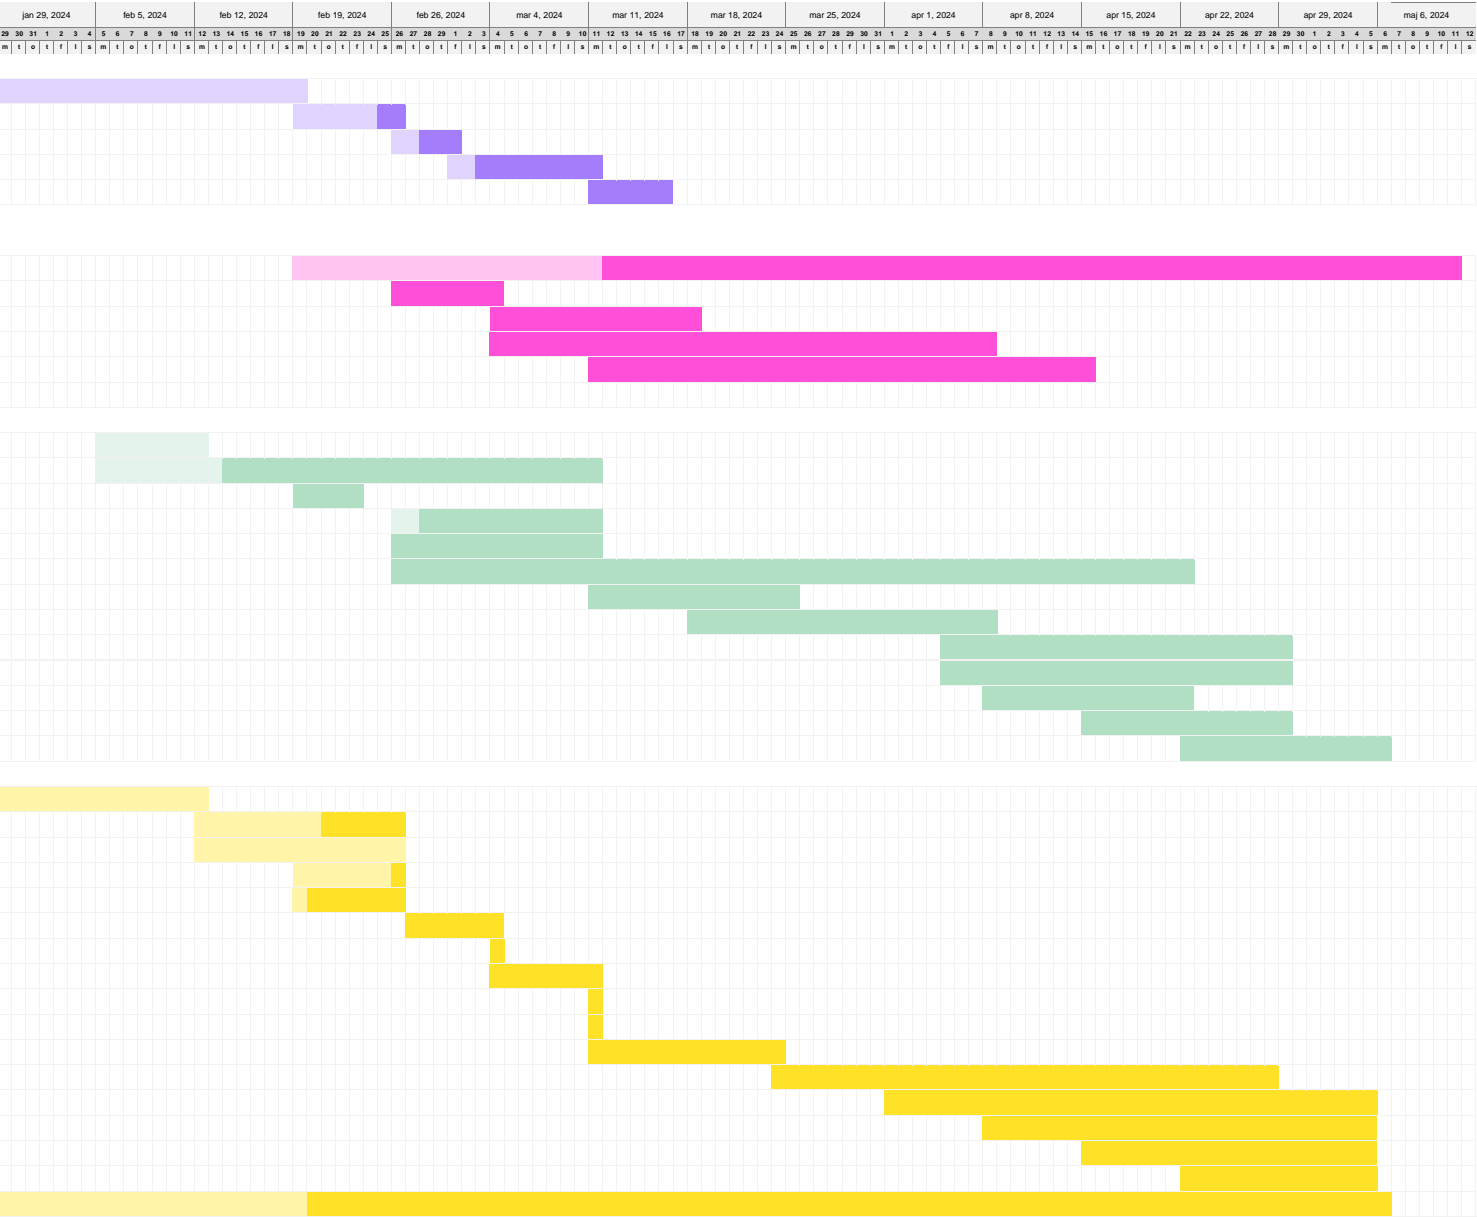 jan 29, 2024 feb 5, 2024 feb 12, 2024 feb 19, 2024 feb 26, 2024 mar 4, 2024 mar 11, 2024 mar 18, 2024 mar 25, 2024 apr 1, 2024 apr 8, 2024 apr 15, 2024 apr 22, 2024 apr 29, 2024 maj 6, 2024
29 30 31 1 2 3 4 5 6 7 8 9 10 11 12 13 14 15 16 17 18 19 20 21 22 23 24 25 26 27 28 29 1 2 3 4 5 6 7 8 9 10 11 12 13 14 15 16 17 18 19 20 21 22 23 24 25 26 27 28 29 30 31 1 2 3 4 5 6 7 8 9 10 11 12 13 14 15 16 17 18 19 20 21 22 23 24 25 26 27 28 29 30 1 2 3 4 5 6 7 8 9 10 11 12
m t o t f l s m t o t f l s m t o t f l s m t o t f l s m t o t f l s m t o t f l s m t o t f l s m t o t f l s m t o t f l s m t o t f l s m t o t f l s m t o t f l s m t o t f l s m t o t f l s m t o t f l s